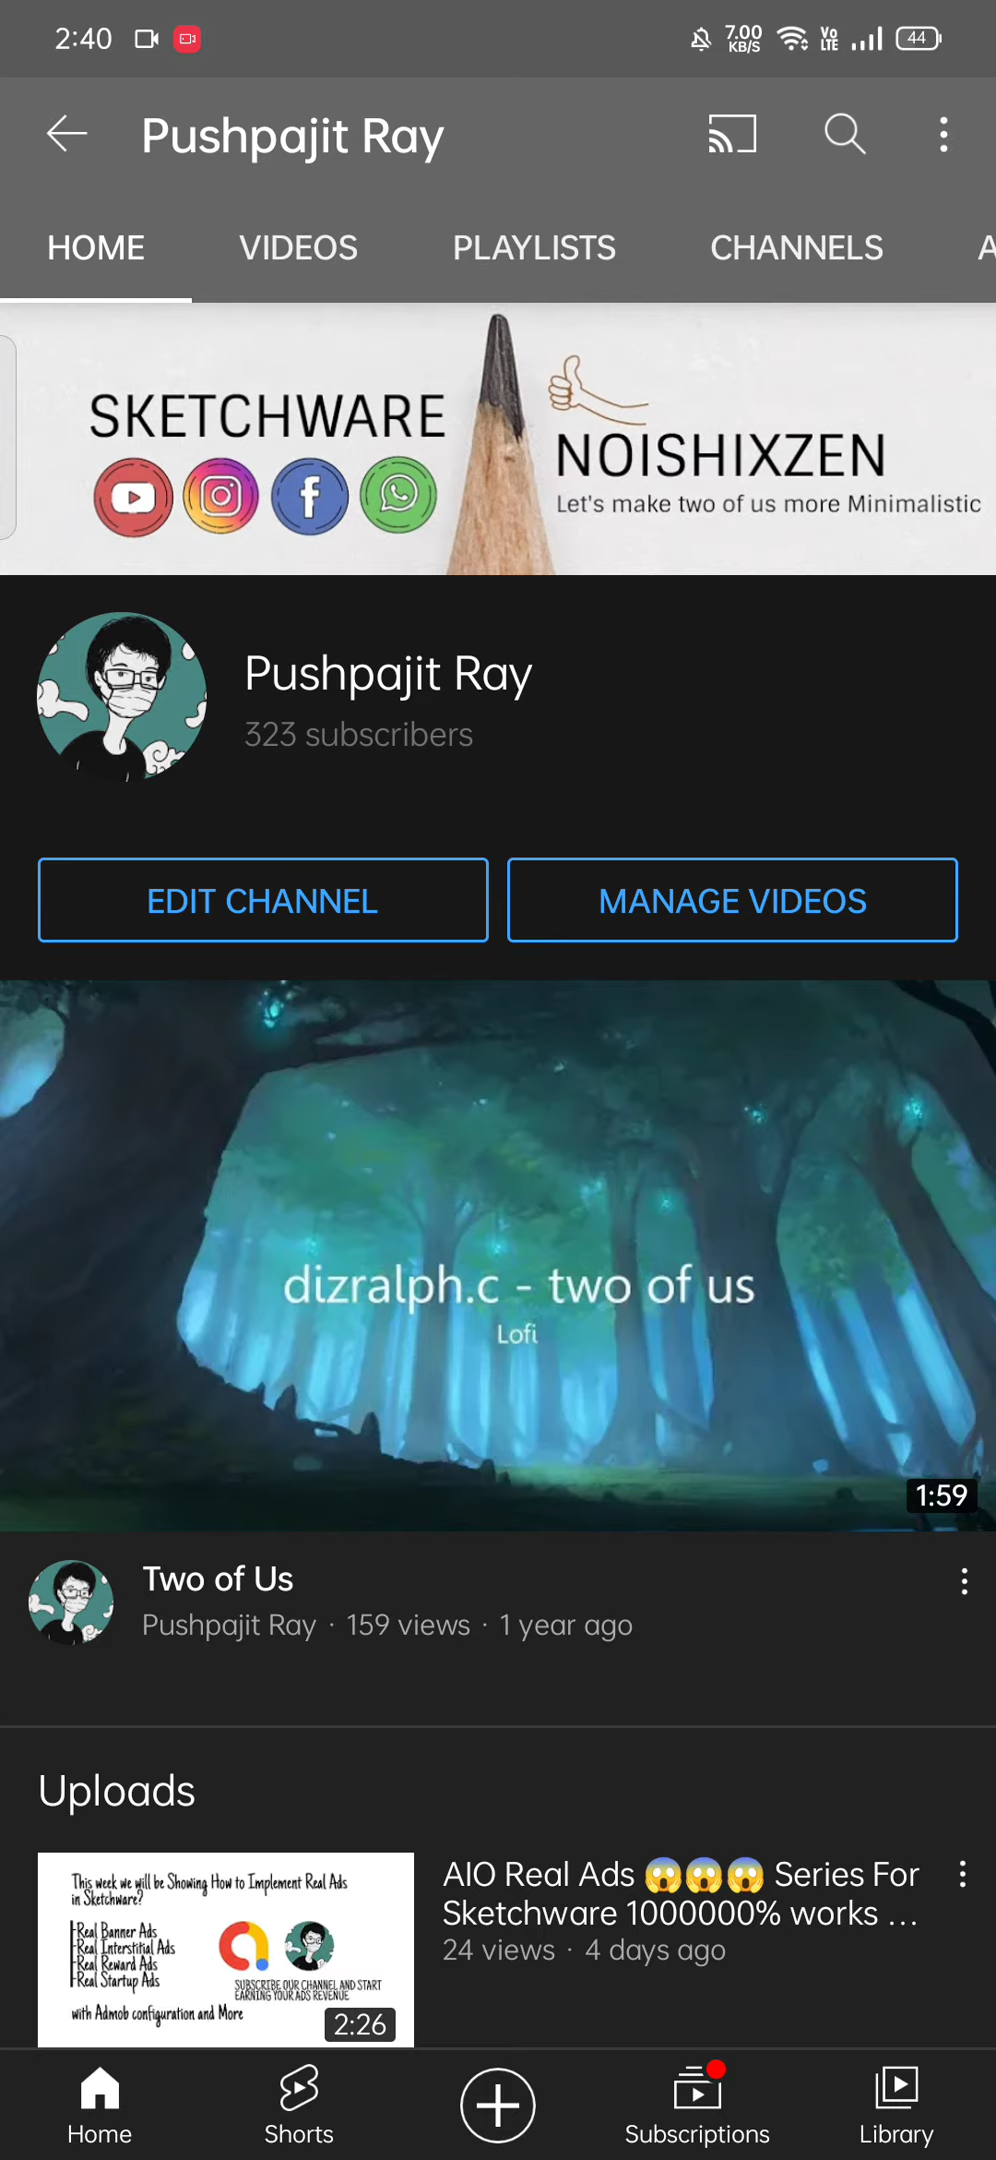 2:40
7.00
KB/S
Vo
LTE
44
Pushpajit Ray
HOME
VIDEOS
PLAYLISTS
CHANNELS
A
SKETCHWARE
NOISHIXZEN
Let's make two of us more Minimalistic
Pushpajit Ray
323 subscribers
EDIT CHANNEL
MANAGE VIDEOS
dizralph.c - two of us
Lofi
1:59
Two of Us
Pushpajit Ray · 159 views · 1 year ago
Uploads
This week we will be Showing How to Implement Real Ads
in Sketchware?
Real Banner Ads
Real Interstitial Ads
Real Reward Ads
Real Startup Ads
SUBSCRIBE OUR CHANNEL AND START
EARNING YOUR ADS REVENUE
with Admob configuration and More
2:26
AIO Real Ads 😱😱😱 Series For
Sketchware 1000000% works ...
24 views · 4 days ago
Home
Shorts
Subscriptions
Library